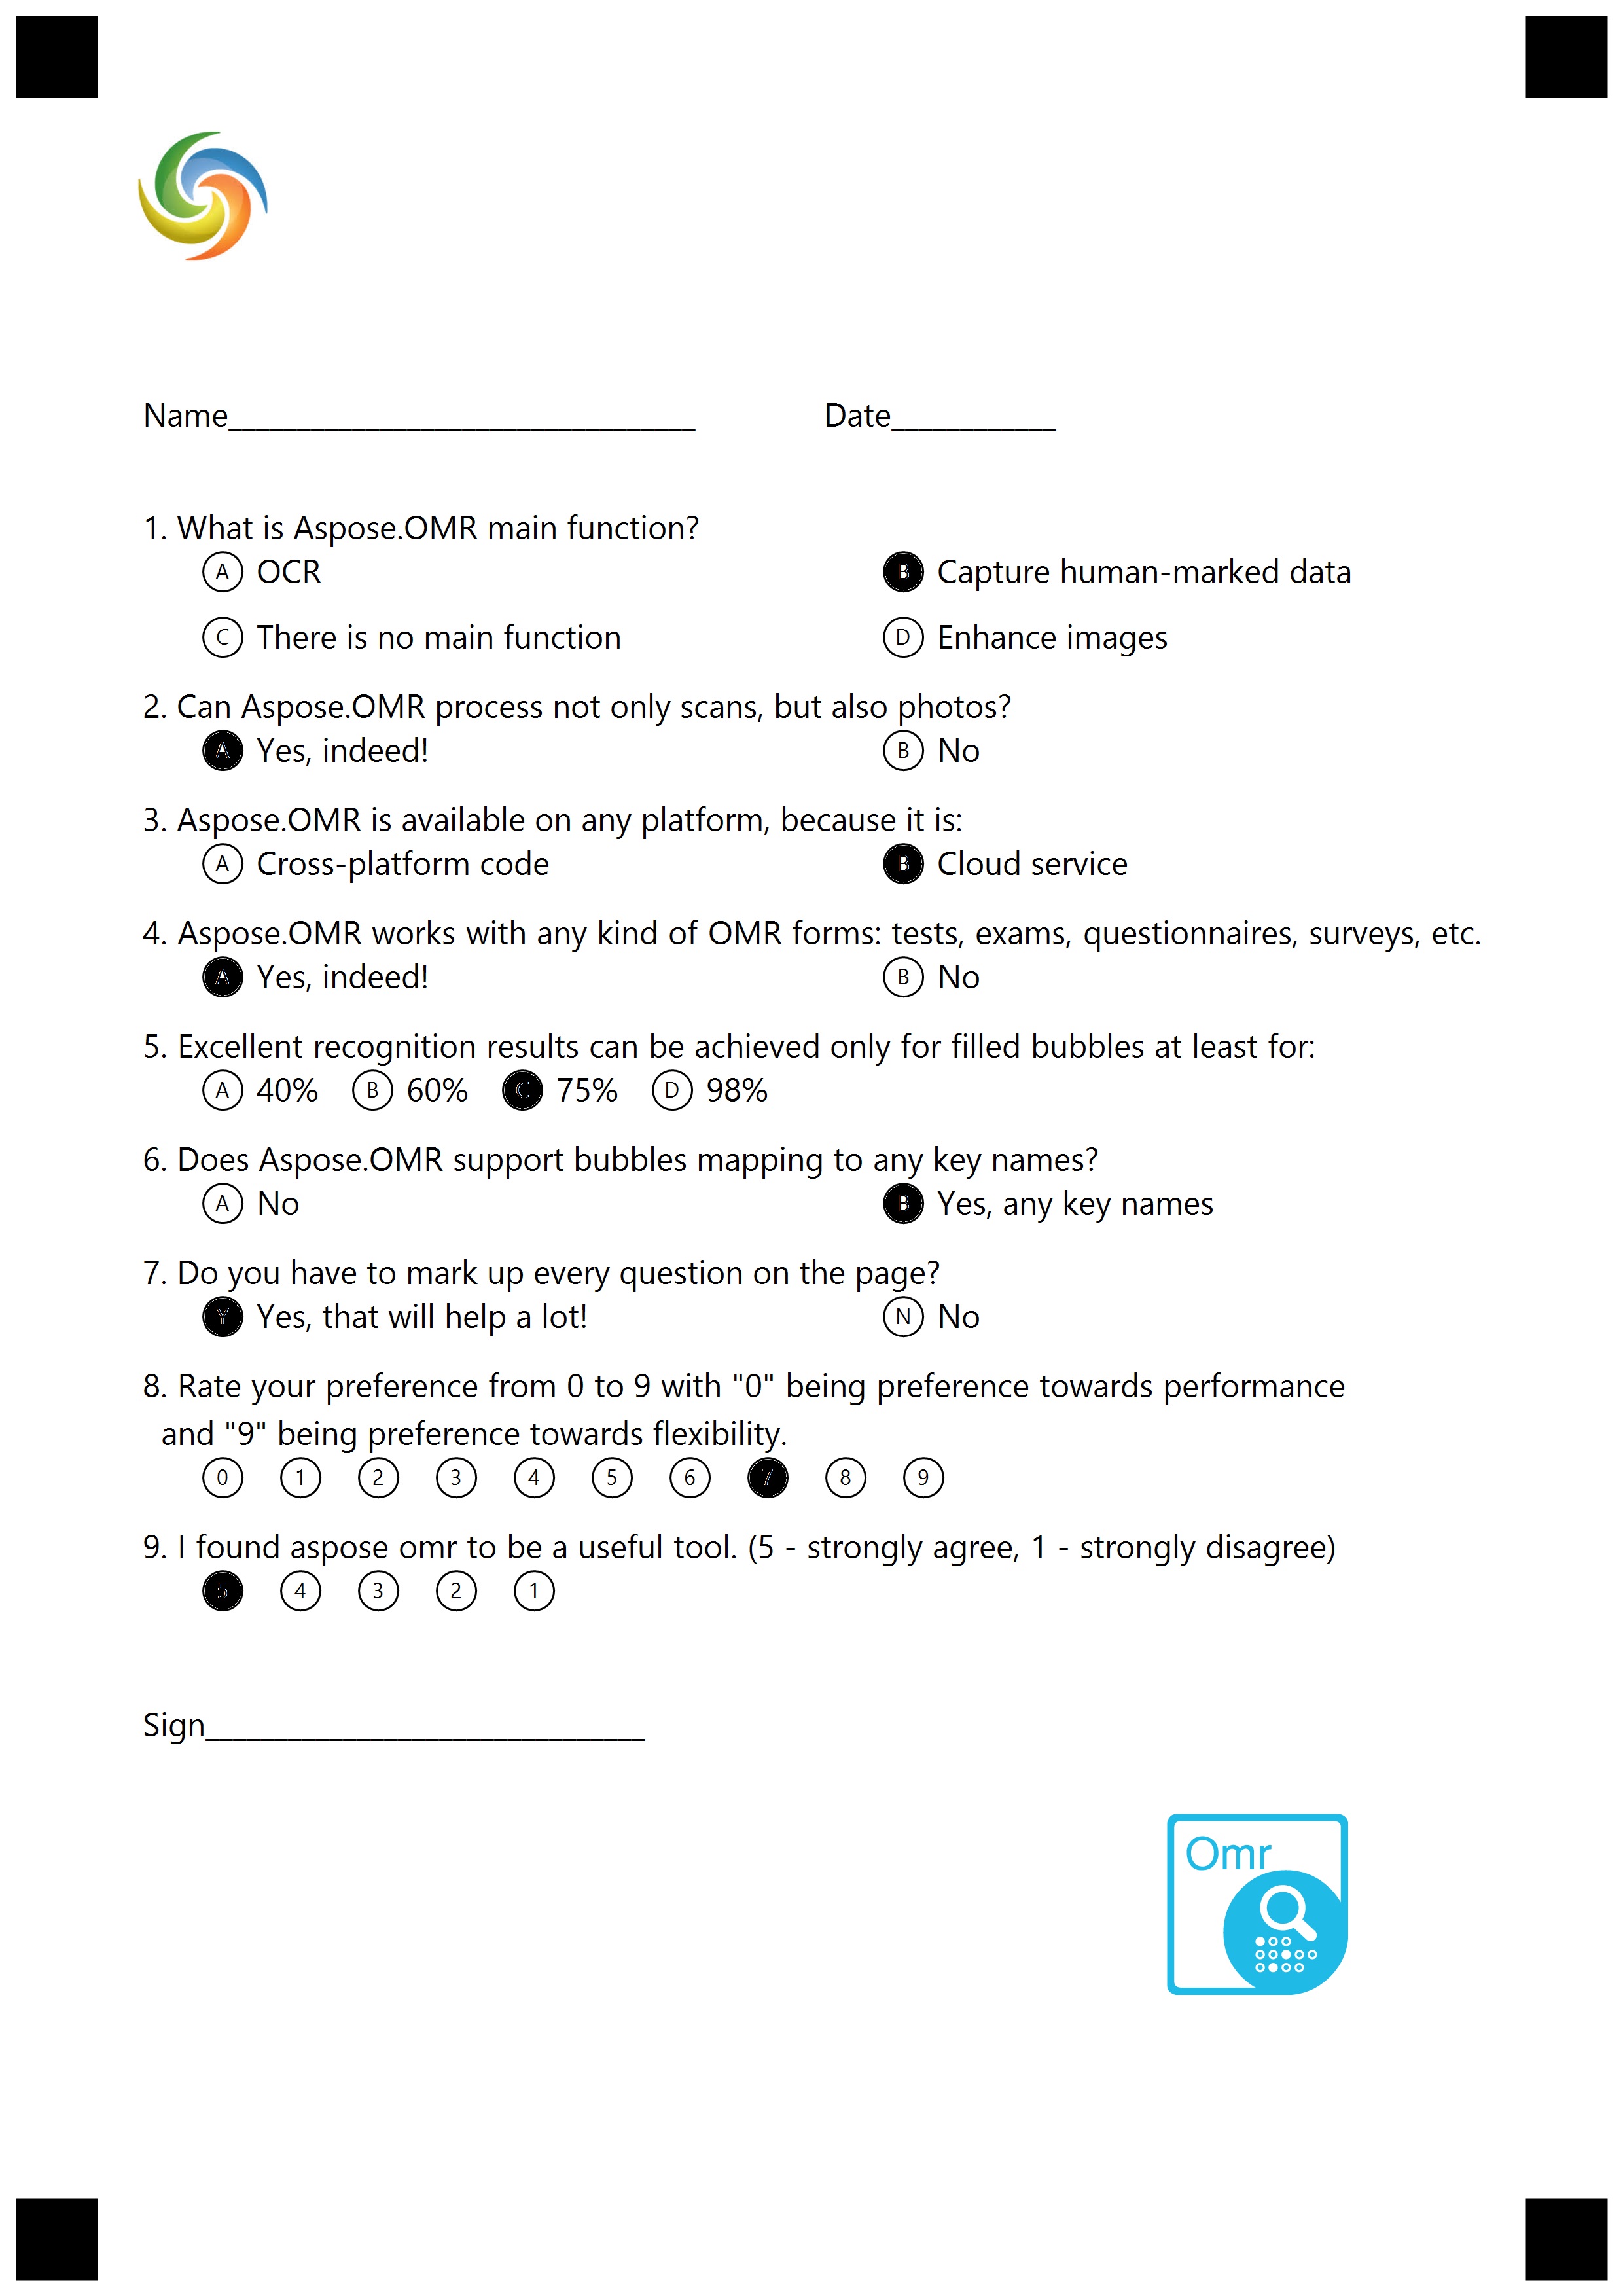 Name__________________________________ Date____________
1. What is Aspose.OMR main function?
A OCR B Capture human-marked data
C There is no main function D Enhance images
2. Can Aspose.OMR process not only scans, but also photos?
A Yes, indeed! B No
3. Aspose.OMR is available on any platform, because it is:
A Cross-platform code B Cloud service
4. Aspose.OMR works with any kind of OMR forms: tests, exams, questionnaires, surveys, etc.
A Yes, indeed! B No
5. Excellent recognition results can be achieved only for filled bubbles at least for:
A 40% B 60% C 75% D 98%
6. Does Aspose.OMR support bubbles mapping to any key names?
A No B Yes, any key names
7. Do you have to mark up every question on the page?
Y Yes, that will help a lot! N No
8. Rate your preference from 0 to 9 with "0" being preference towards performance
and "9" being preference towards flexibility.
0 1 2 3 4 5 6 7 8 9
9. I found aspose omr to be a useful tool. (5 - strongly agree, 1 - strongly disagree)
5 4 3 2 1
Sign________________________________
Omr